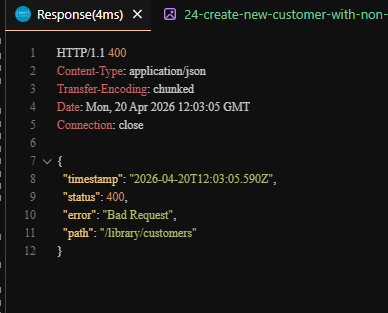 Response(4ms) × 24-create-new-customer-with-non-
1 HTTP/1.1 400
2 Content-Type: application/json
3 Transfer-Encoding: chunked
4 Date: Mon, 20 Apr 2026 12:03:05 GMT
5 Connection: close
6
7 {
8 "timestamp": "2026-04-20T12:03:05.590Z",
9 "status": 400,
10 "error": "Bad Request",
11 "path": "/library/customers"
12 }